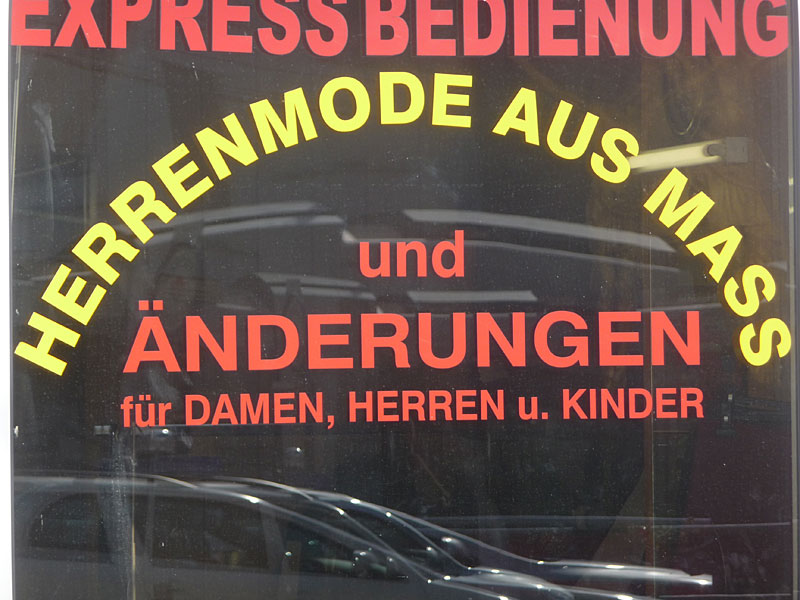 EXPRESS BEDIENUNG
HERRENMODE AUS MASS
und
ÄNDERUNGEN
für DAMEN, HERREN u. KINDER